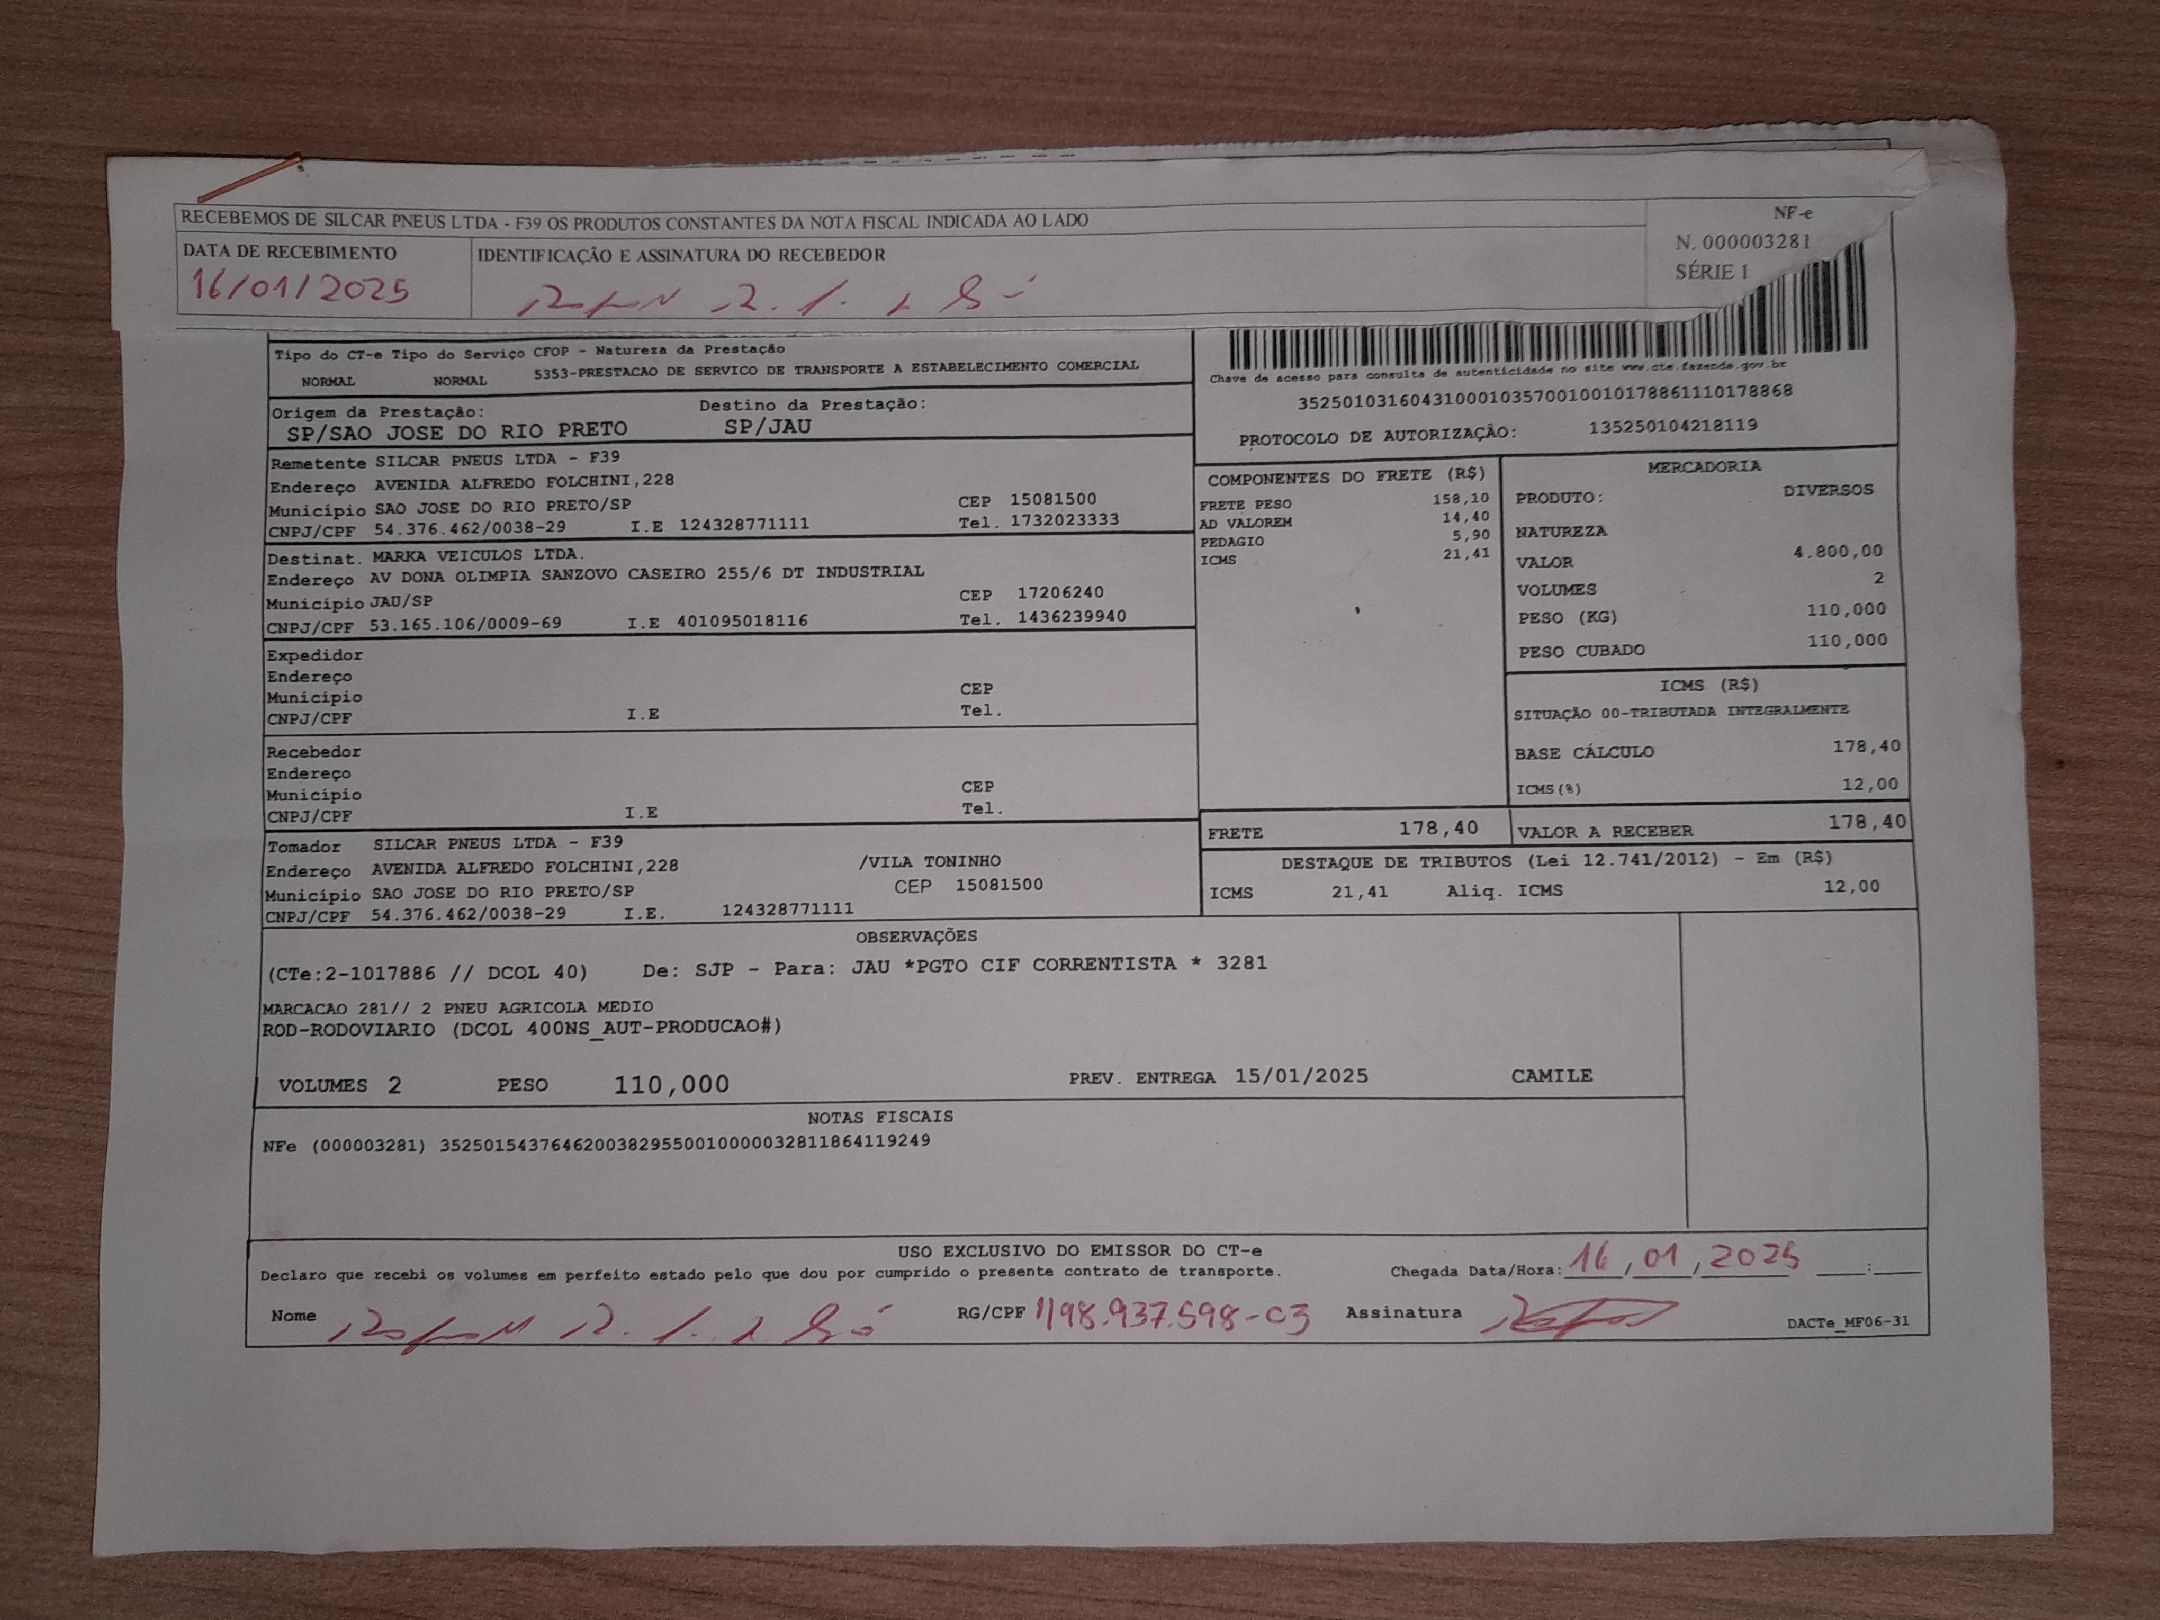 RECEBEMOS DE SILCAR PNEUS LTDA - F39 OS PRODUTOS CONSTANTES DA NOTA FISCAL INDICADA AO LADO
NF-e
N. 000003281
SÉRIE 1
DATA DE RECEBIMENTO
IDENTIFICAÇÃO E ASSINATURA DO RECEBEDOR
16/01/2025
Tipo do CT-e Tipo do Serviço CFOP - Natureza da Prestação
NORMAL NORMAL 5353-PRESTACAO DE SERVICO DE TRANSPORTE A ESTABELECIMENTO COMERCIAL
Chave de acesso para consulta de autenticidade no site www.cte.fazenda.gov.br
35250103160431000103570010010178861110178868
PROTOCOLO DE AUTORIZAÇÃO: 135250104218119
Origem da Prestação: Destino da Prestação:
SP/SAO JOSE DO RIO PRETO SP/JAU
Remetente SILCAR PNEUS LTDA - F39
Endereço AVENIDA ALFREDO FOLCHINI,228
Município SAO JOSE DO RIO PRETO/SP CEP 15081500
CNPJ/CPF 54.376.462/0038-29 I.E 124328771111 Tel. 1732023333
Destinat. MARKA VEICULOS LTDA.
Endereço AV DONA OLIMPIA SANZOVO CASEIRO 255/6 DT INDUSTRIAL
Município JAU/SP CEP 17206240
CNPJ/CPF 53.165.106/0009-69 I.E 401095018116 Tel. 1436239940
Expedidor
Endereço
Município CEP
CNPJ/CPF I.E Tel.
Recebedor
Endereço
Município CEP
CNPJ/CPF I.E Tel.
Tomador SILCAR PNEUS LTDA - F39
Endereço AVENIDA ALFREDO FOLCHINI,228 /VILA TONINHO
Município SAO JOSE DO RIO PRETO/SP CEP 15081500
CNPJ/CPF 54.376.462/0038-29 I.E. 124328771111
COMPONENTES DO FRETE (R$)
FRETE PESO 158,10
AD VALOREM 14,40
PEDAGIO 5,90
ICMS 21,41
MERCADORIA
PRODUTO: DIVERSOS
NATUREZA
VALOR 4.800,00
VOLUMES 2
PESO (KG) 110,000
PESO CUBADO 110,000
ICMS (R$)
SITUAÇÃO 00-TRIBUTADA INTEGRALMENTE
BASE CÁLCULO 178,40
ICMS(%) 12,00
FRETE 178,40 VALOR A RECEBER 178,40
DESTAQUE DE TRIBUTOS (Lei 12.741/2012) - Em (R$)
ICMS 21,41 Aliq. ICMS 12,00
OBSERVAÇÕES
(CTe:2-1017886 // DCOL 40) De: SJP - Para: JAU *PGTO CIF CORRENTISTA * 3281
MARCACAO 281// 2 PNEU AGRICOLA MEDIO
ROD-RODOVIARIO (DCOL 400NS_AUT-PRODUCAO#)
VOLUMES 2 PESO 110,000 PREV. ENTREGA 15/01/2025 CAMILE
NOTAS FISCAIS
NFe (000003281) 35250154376462003829550010000032811864119249
USO EXCLUSIVO DO EMISSOR DO CT-e
Declaro que recebi os volumes em perfeito estado pelo que dou por cumprido o presente contrato de transporte. Chegada Data/Hora: 16/01/2025 :
Nome RG/CPF Assinatura
DACTe_MF06-31